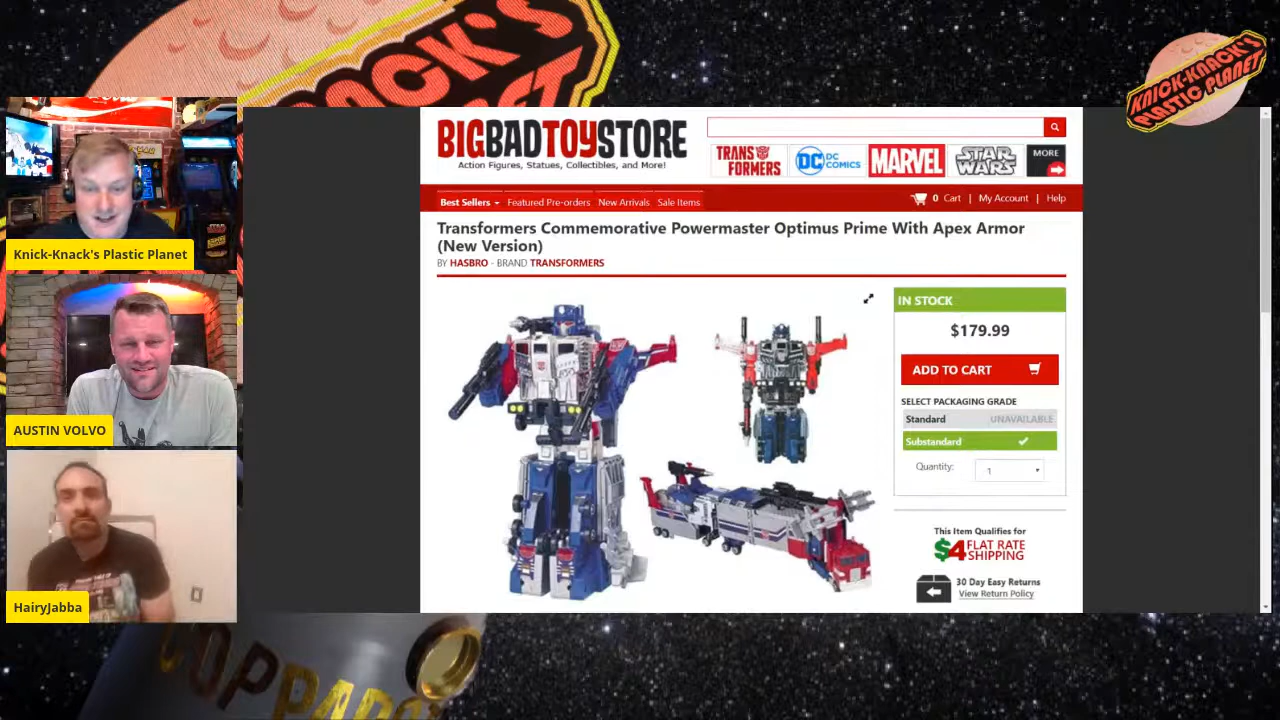 KNICK'S
KNICK-KNACK'S
PLASTIC PLANET
Knick-Knack's Plastic Planet
AUSTIN VOLVO
HairyJabba
BIGBADTOYSTORE
Action Figures, Statues, Collectibles, and More!
TRANSFORMERS
DC COMICS
MARVEL
STAR WARS
MORE
Best Sellers
Featured Pre-orders
New Arrivals
Sale Items
0 Cart | My Account | Help
Transformers Commemorative Powermaster Optimus Prime With Apex Armor
(New Version)
BY HASBRO - BRAND TRANSFORMERS
IN STOCK
$179.99
ADD TO CART
SELECT PACKAGING GRADE
Standard UNAVAILABLE
Substandard
Quantity: 1
This Item Qualifies for
$4 FLAT RATE
SHIPPING
30 Day Easy Returns
View Return Policy